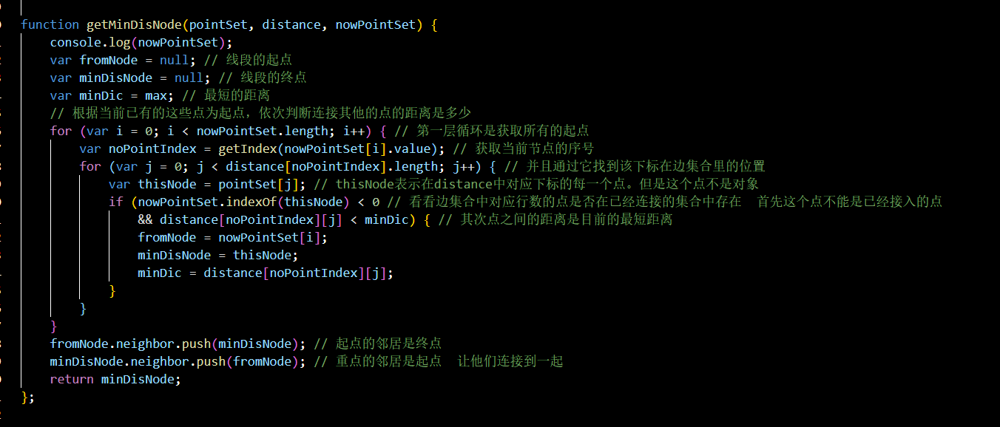 function getMinDisNode(pointSet, distance, nowPointSet) {
console.log(nowPointSet);
var fromNode = null; // 线段的起点
var minDisNode = null; // 线段的终点
var minDic = max; // 最短的距离
// 根据当前已有的这些点为起点，依次判断连接其他的点的距离是多少
for (var i = 0; i < nowPointSet.length; i++) { // 第一层循环是获取所有的起点
var noPointIndex = getIndex(nowPointSet[i].value); // 获取当前节点的序号
for (var j = 0; j < distance[noPointIndex].length; j++) { // 并且通过它找到该下标在边集合里的位置
var thisNode = pointSet[j]; // thisNode表示在distance中对应下标的每一个点。但是这个点不是对象
if (nowPointSet.indexOf(thisNode) < 0 // 看看边集合中对应行数的点是否在已经连接的集合中存在  首先这个点不能是已经接入的点
&& distance[noPointIndex][j] < minDic) { // 其次点之间的距离是目前的最短距离
fromNode = nowPointSet[i];
minDisNode = thisNode;
minDic = distance[noPointIndex][j];
}
}
}
fromNode.neighbor.push(minDisNode); // 起点的邻居是终点
minDisNode.neighbor.push(fromNode); // 重点的邻居是起点  让他们连接到一起
return minDisNode;
};